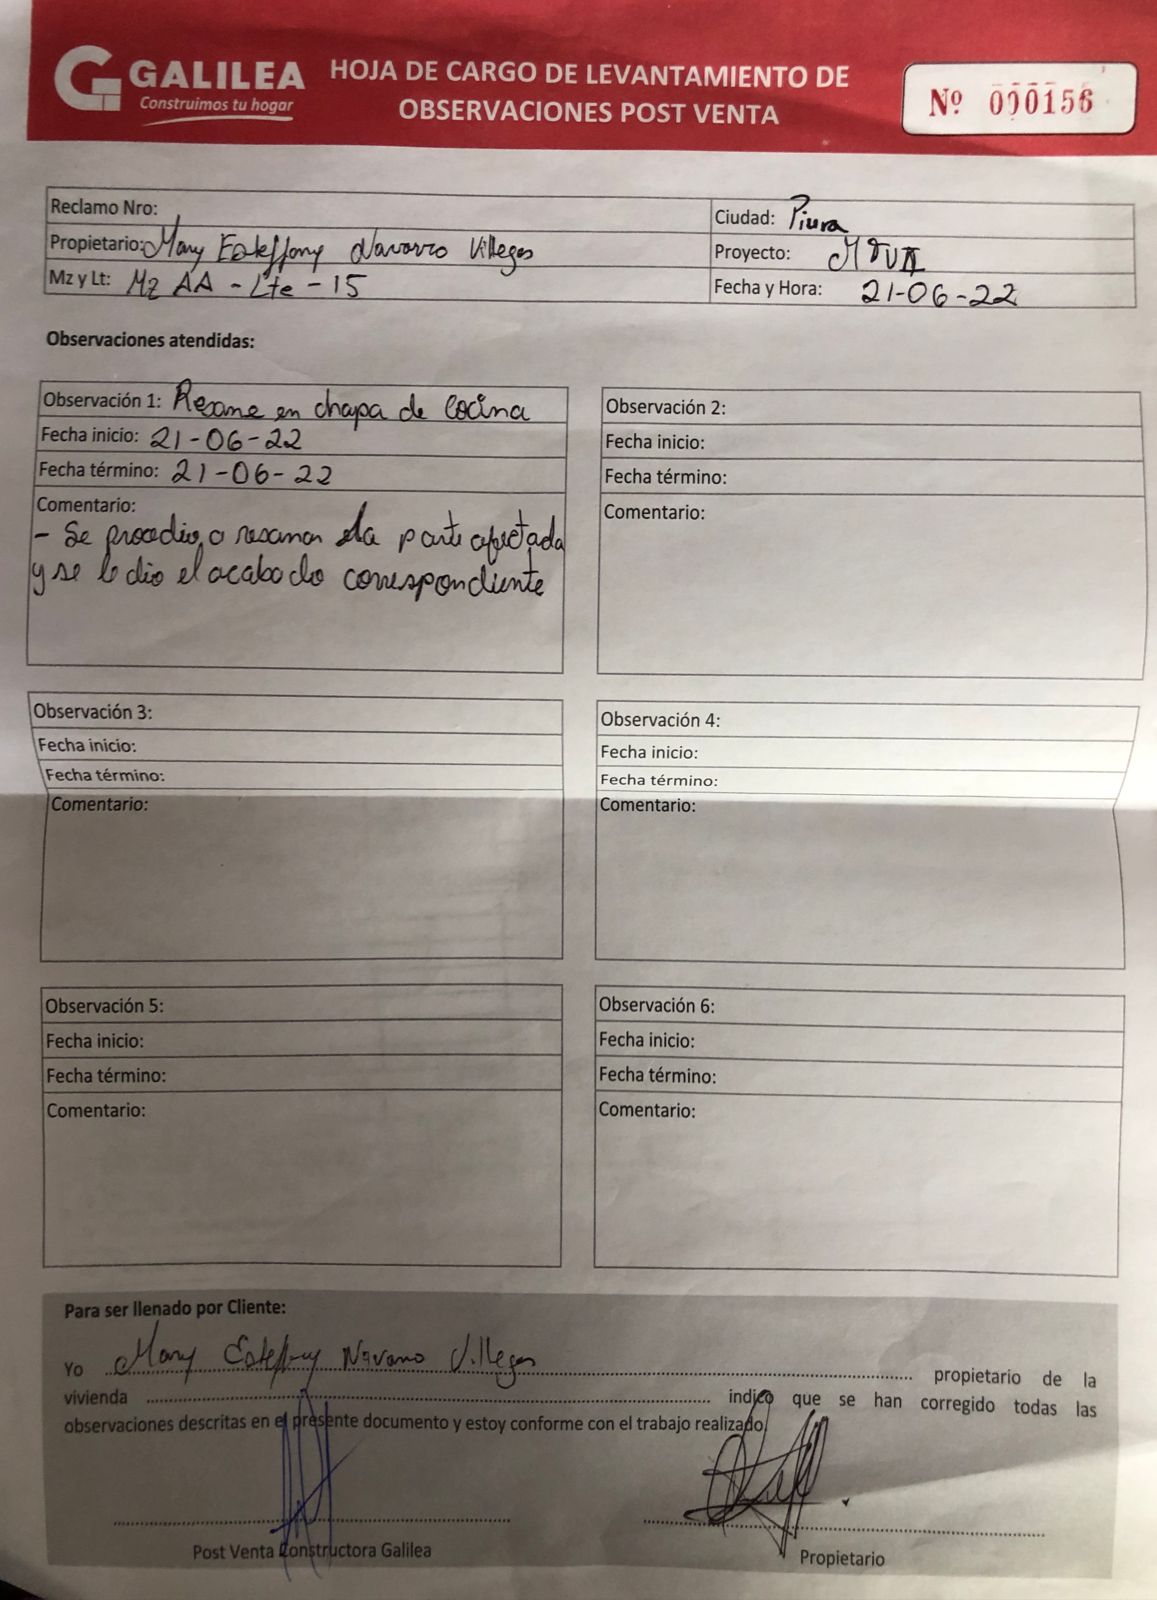 GALILEA
Construimos tu hogar
HOJA DE CARGO DE LEVANTAMIENTO DE
OBSERVACIONES POST VENTA
Nº 000156
Reclamo Nro:
Ciudad: Piura
Propietario: Mary Esteffany Navarro Villegas
Proyecto:
Mz y Lt: Mz AA - Lte - 15
Fecha y Hora: 21-06-22
Observaciones atendidas:
Observación 1: Resane en chapa de cocina
Fecha inicio: 21-06-22
Fecha término: 21-06-22
Comentario:
- Se procedio a resanar la parte afectada
y se le dio el acabado correspondiente
Observación 2:
Fecha inicio:
Fecha término:
Comentario:
Observación 3:
Fecha inicio:
Fecha término:
Comentario:
Observación 4:
Fecha inicio:
Fecha término:
Comentario:
Observación 5:
Fecha inicio:
Fecha término:
Comentario:
Observación 6:
Fecha inicio:
Fecha término:
Comentario:
Para ser llenado por Cliente:
Yo Mary Esteffany Navarro Villegas propietario de la
vivienda indico que se han corregido todas las
observaciones descritas en el presente documento y estoy conforme con el trabajo realizado.
Post Venta Constructora Galilea
Propietario